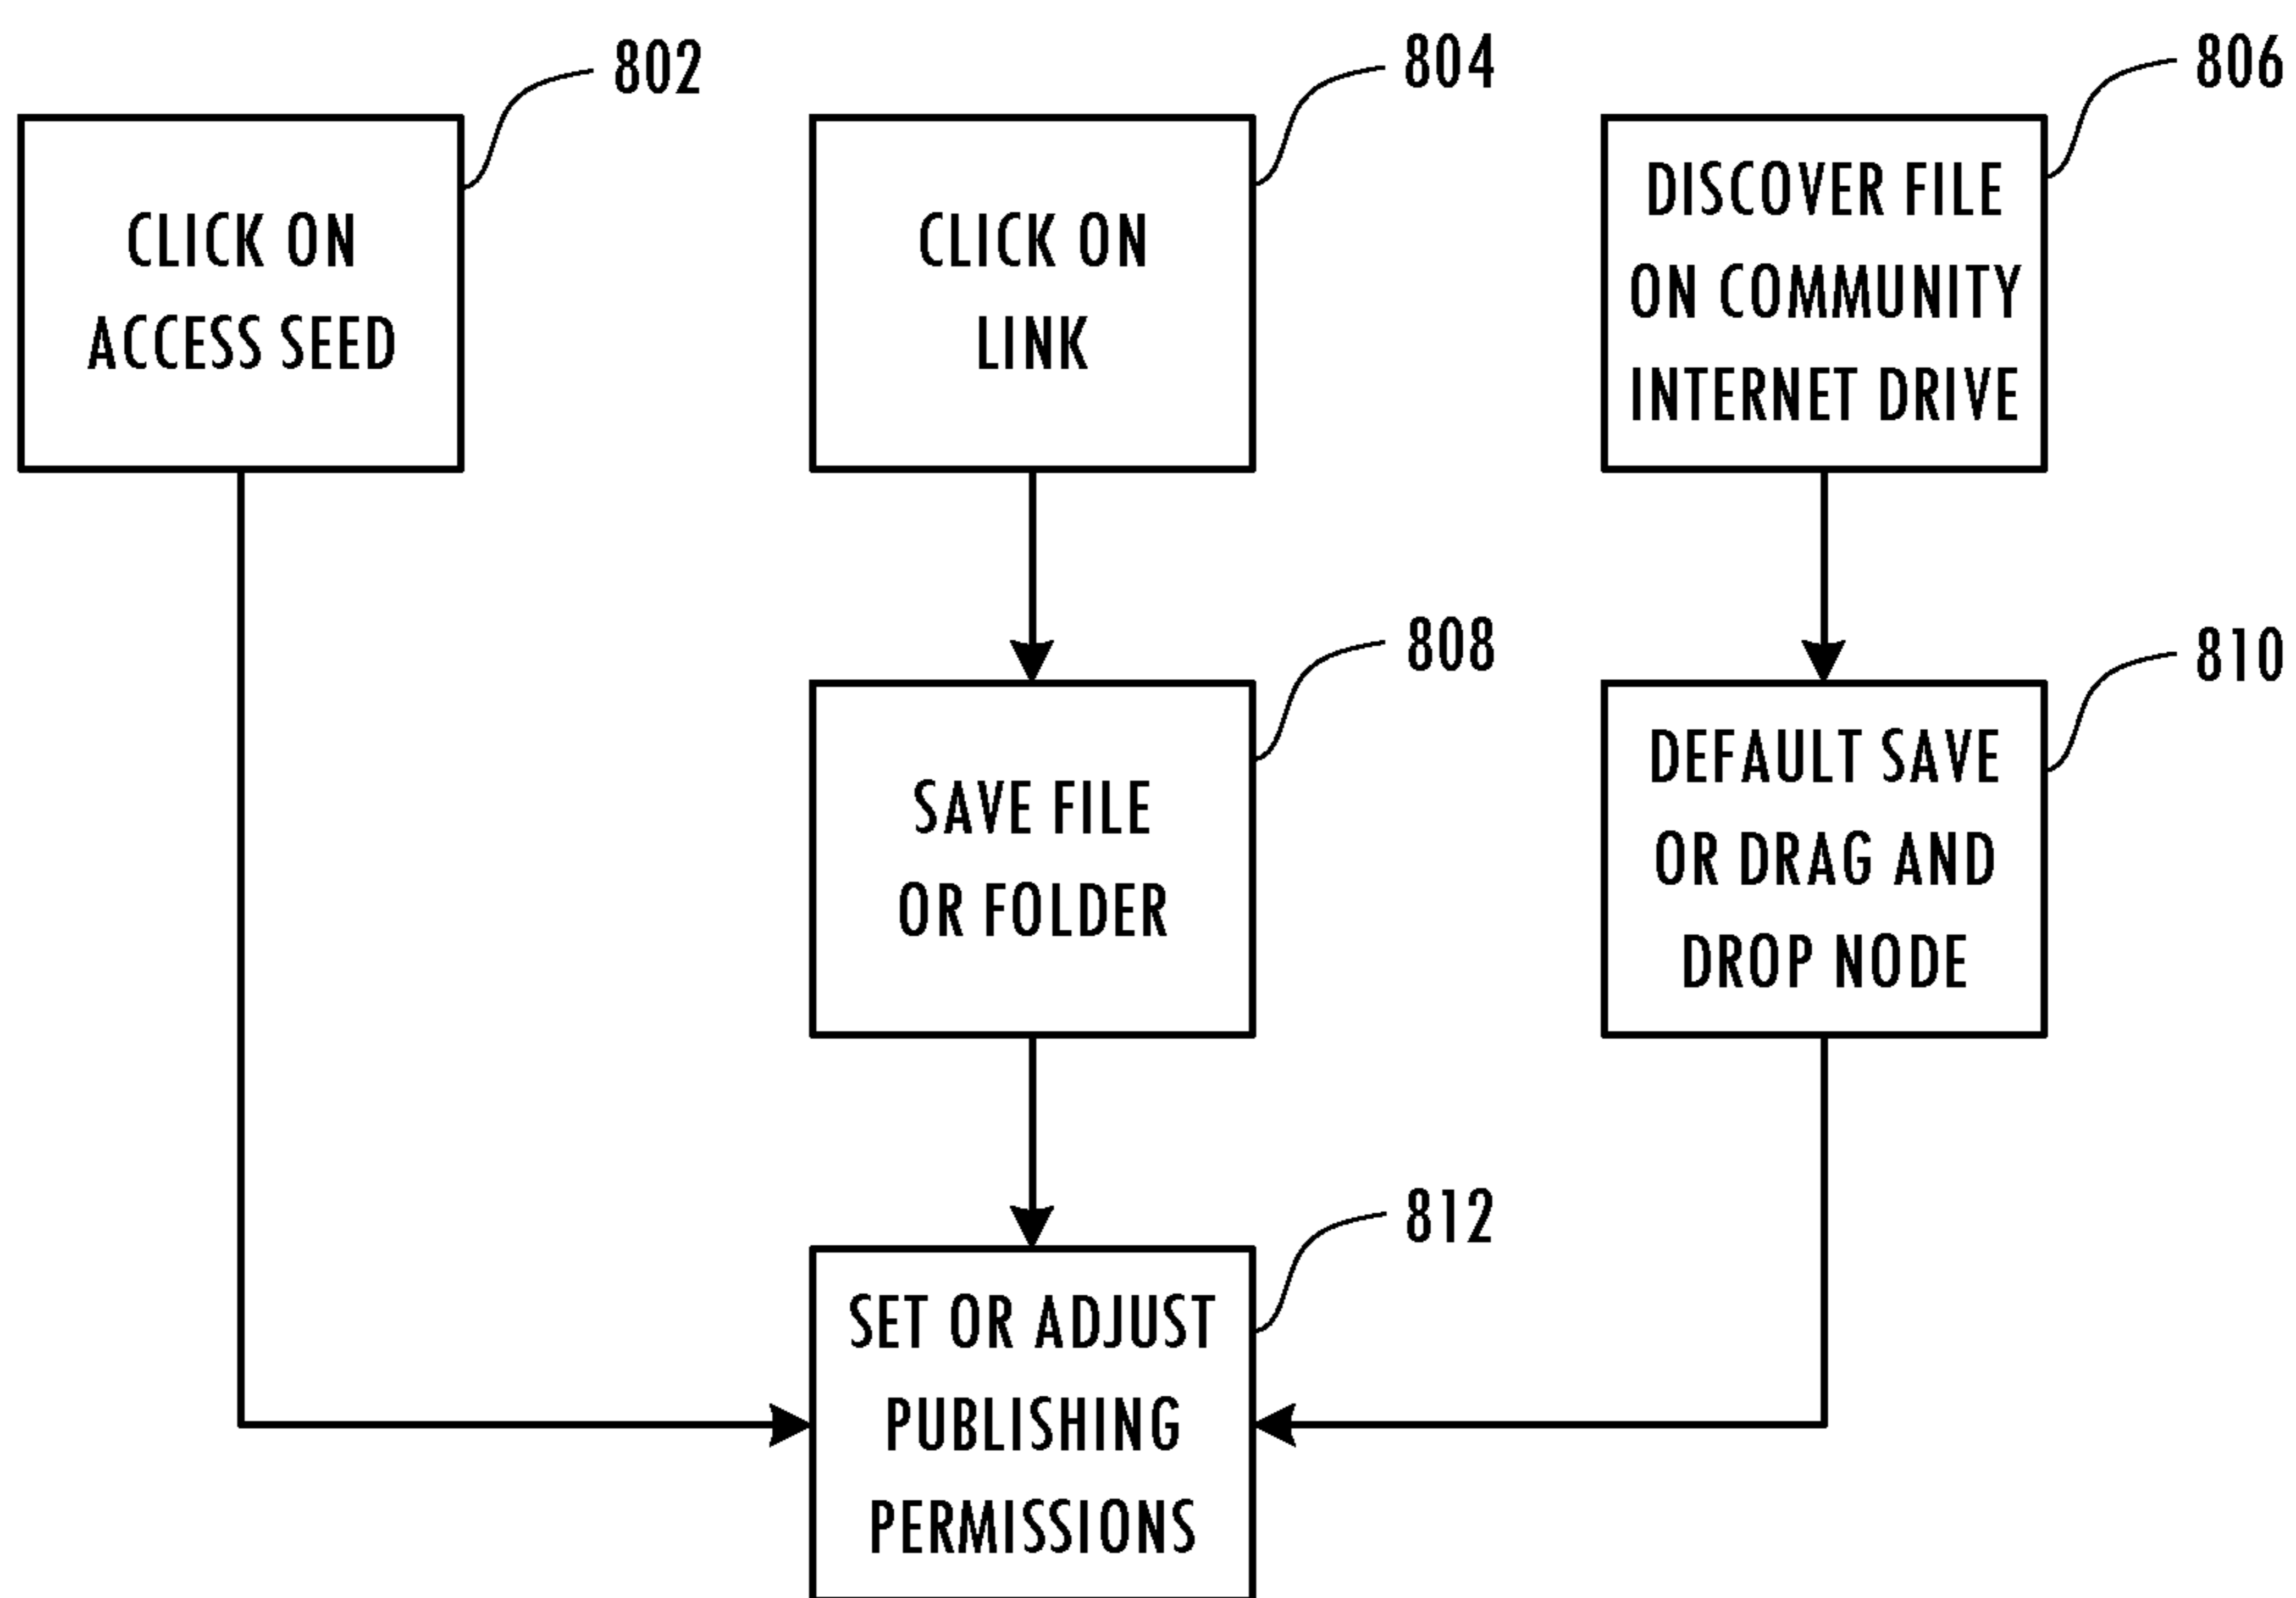 802
CLICK ON
ACCESS SEED
804
CLICK ON
LINK
806
DISCOVER FILE
ON COMMUNITY
INTERNET DRIVE
808
SAVE FILE
OR FOLDER
810
DEFAULT SAVE
OR DRAG AND
DROP NODE
812
SET OR ADJUST
PUBLISHING
PERMISSIONS